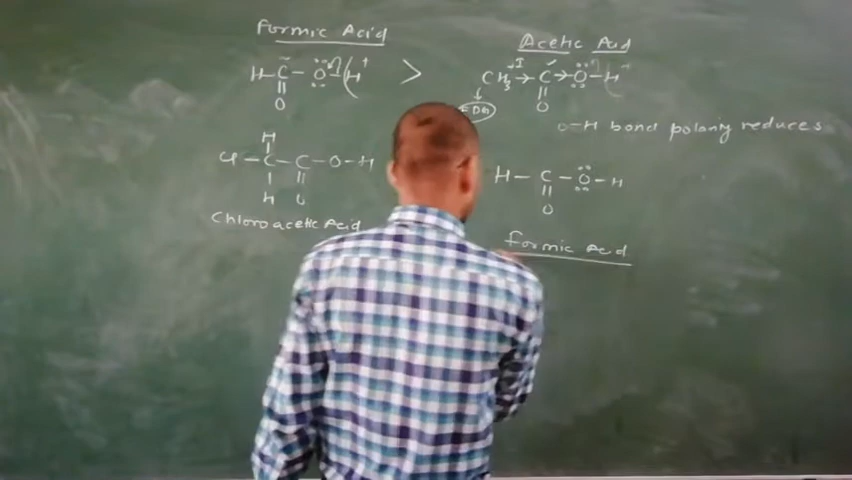 Formic Acid
Acetic Acid
H-C-O-(H+
||
O
>
CH3→C→O-H
+I
||
O
EDG
O-H bond polarity reduces
H
Cl-C-C-O-H
H
||
O
Chloroacetic Acid
H-C-O-H
||
O
Formic Acid